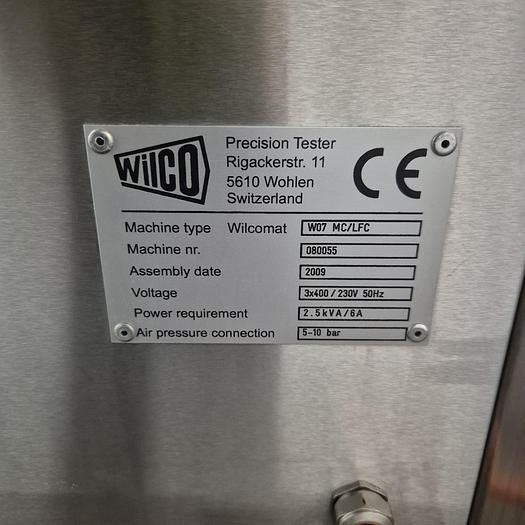 WilCO
Precision Tester
Rigackerstr. 11
5610 Wohlen
Switzerland
CE
Machine type Wilcomat W07 MC/LFC
Machine nr. 080055
Assembly date 2009
Voltage 3x400/230V 50Hz
Power requirement 2.5kVA/6A
Air pressure connection 5-10 bar